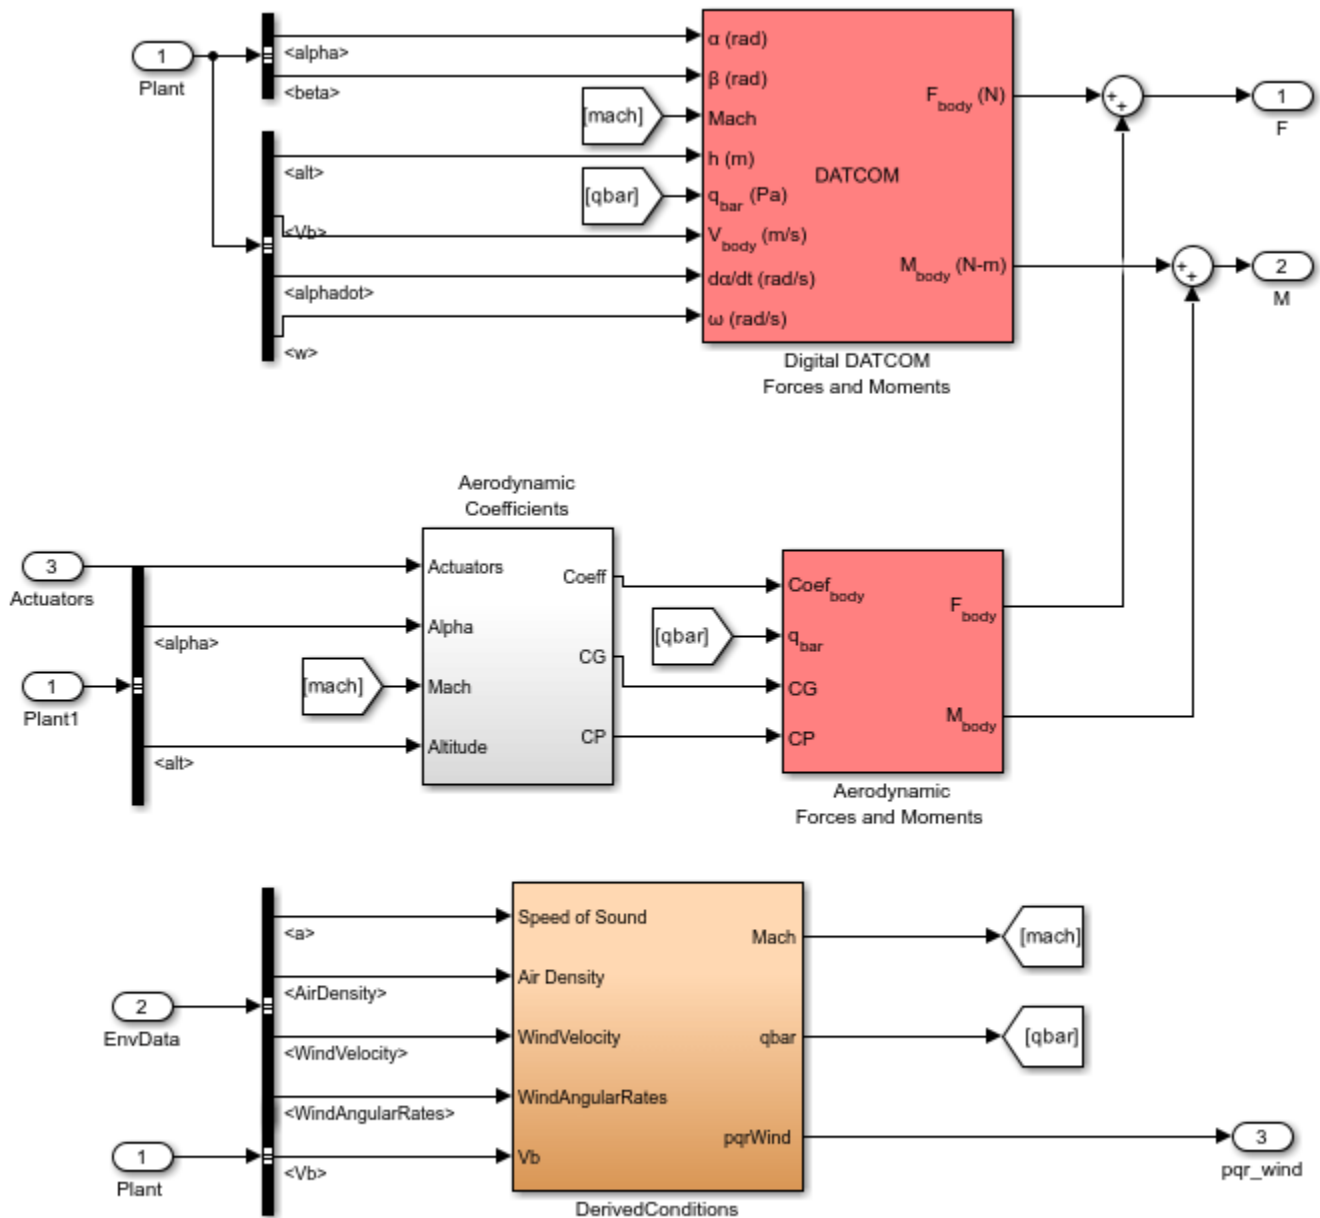 1
Plant
<alpha>
<beta>
<alt>
<Vb>
<alphadot>
<w>
[mach]
[qbar]
α (rad)
β (rad)
Mach
h (m)
q_bar (Pa)
V_body (m/s)
dα/dt (rad/s)
ω (rad/s)
DATCOM
F_body (N)
M_body (N-m)
Digital DATCOM
Forces and Moments
+
+
1
F
+
+
2
M
Aerodynamic
Coefficients
3
Actuators
1
Plant1
<alpha>
<alt>
[mach]
Actuators
Alpha
Mach
Altitude
Coeff
CG
CP
[qbar]
Coef_body
q_bar
CG
CP
F_body
M_body
Aerodynamic
Forces and Moments
2
EnvData
1
Plant
<a>
<AirDensity>
<WindVelocity>
<WindAngularRates>
<Vb>
Speed of Sound
Air Density
WindVelocity
WindAngularRates
Vb
Mach
qbar
pqrWind
DerivedConditions
[mach]
[qbar]
3
pqr_wind